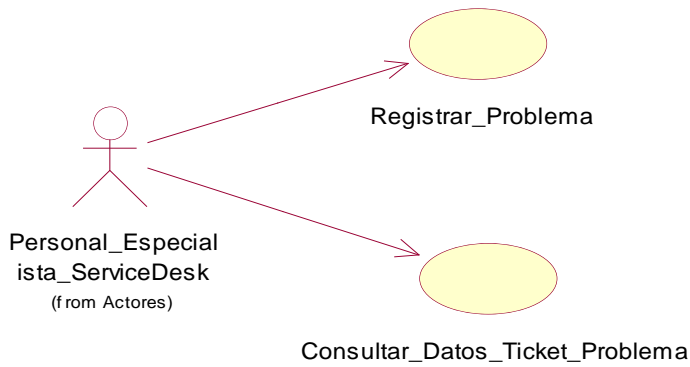 Registrar_Problema
Personal_Especial
ista_ServiceDesk
(from Actores)
Consultar_Datos_Ticket_Problema